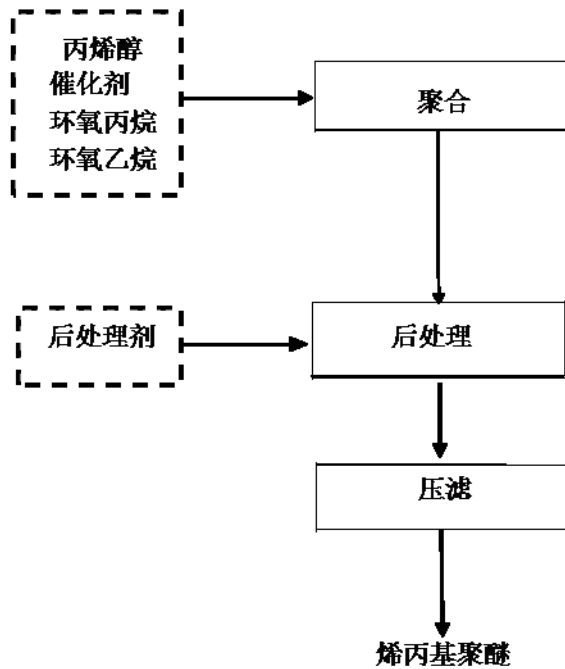 丙烯醇
催化剂
环氧丙烷
环氧乙烷
聚合
后处理剂
后处理
压滤
烯丙基聚醚